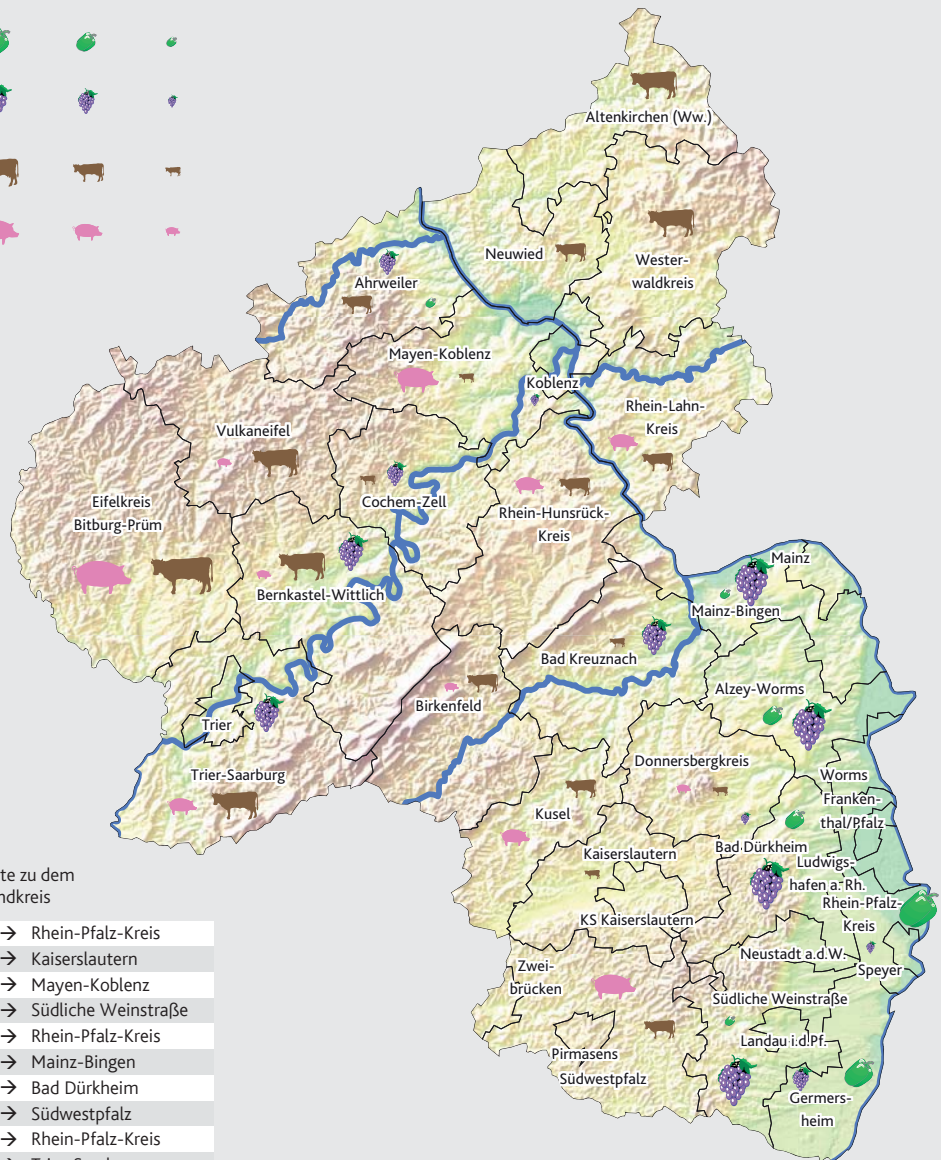 Altenkirchen (Ww.)
Neuwied
Wester-
waldkreis
Ahrweiler
Mayen-Koblenz
Koblenz
Rhein-Lahn-
Kreis
Vulkaneifel
Cochem-Zell
Eifelkreis
Bitburg-Prüm
Rhein-Hunsrück-
Kreis
Mainz
Bernkastel-Wittlich
Mainz-Bingen
Bad Kreuznach
Alzey-Worms
Birkenfeld
Trier
Trier-Saarburg
Donnersbergkreis
Worms
Franken-
thal/Pfalz
Kusel
Kaiserslautern
Bad Dürkheim
Ludwigs-
hafen a. Rh.
Rhein-Pfalz-
Kreis
KS Kaiserslautern
Neustadt a.d.W.
Speyer
Zwei-
brücken
Südliche Weinstraße
Landau i.d.Pf.
Pirmasens
Südwestpfalz
Germers-
heim
te zu dem
ndkreis
→ Rhein-Pfalz-Kreis
→ Kaiserslautern
→ Mayen-Koblenz
→ Südliche Weinstraße
→ Rhein-Pfalz-Kreis
→ Mainz-Bingen
→ Bad Dürkheim
→ Südwestpfalz
→ Rhein-Pfalz-Kreis